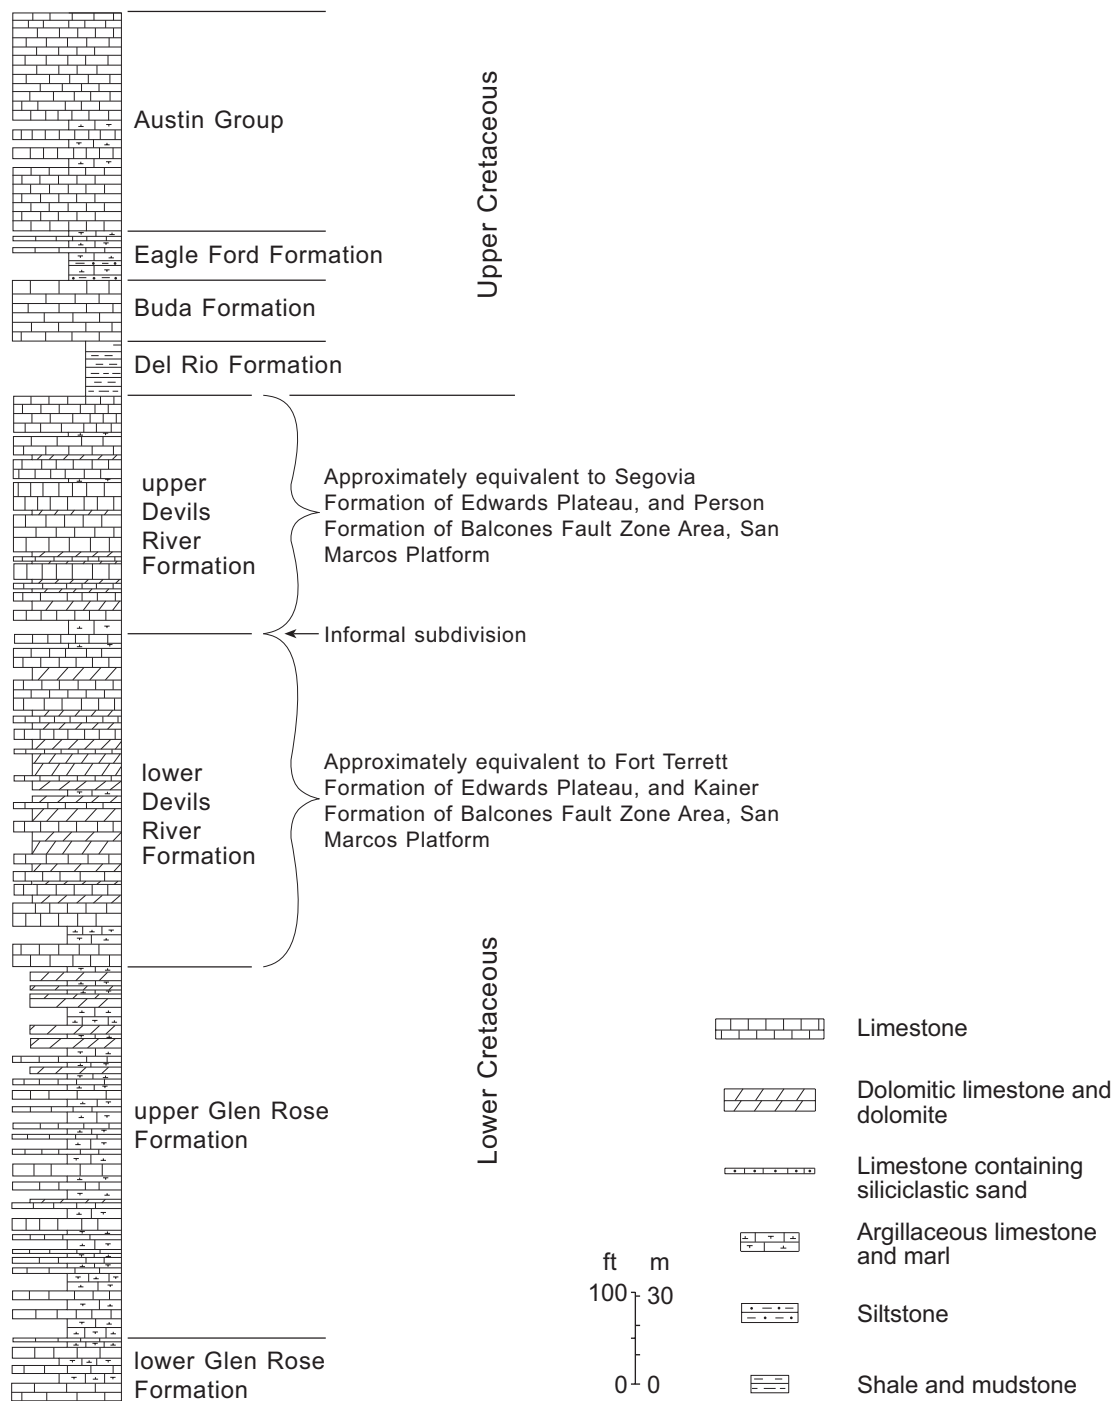 Austin Group
Eagle Ford Formation
Buda Formation
Del Rio Formation
Upper Cretaceous
upper
Devils
River
Formation
Approximately equivalent to Segovia
Formation of Edwards Plateau, and Person
Formation of Balcones Fault Zone Area, San
Marcos Platform
Informal subdivision
lower
Devils
River
Formation
Approximately equivalent to Fort Terrett
Formation of Edwards Plateau, and Kainer
Formation of Balcones Fault Zone Area, San
Marcos Platform
upper Glen Rose
Formation
Lower Cretaceous
lower Glen Rose
Formation
ft m
100 30
0 0
Limestone
Dolomitic limestone and
dolomite
Limestone containing
siliciclastic sand
Argillaceous limestone
and marl
Siltstone
Shale and mudstone